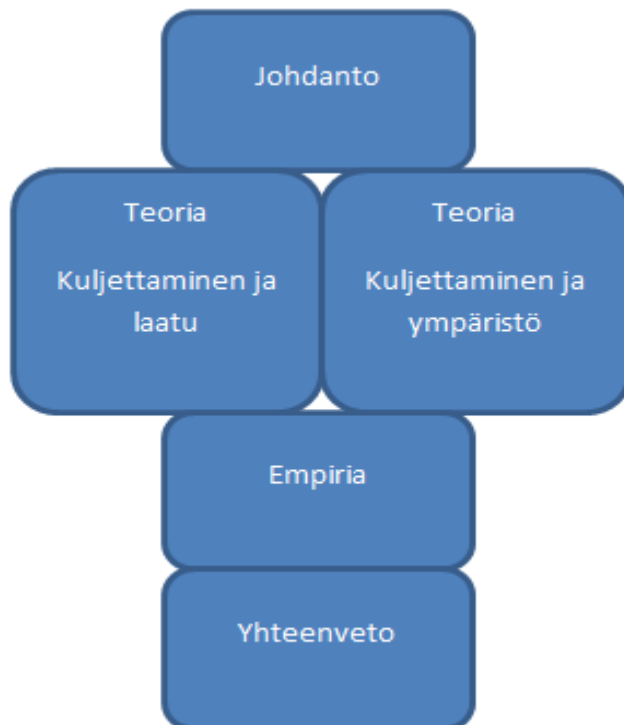 Johdanto
Teoria
Kuljettaminen ja
laatu
Teoria
Kuljettaminen ja
ympäristö
Empiria
Yhteenveto